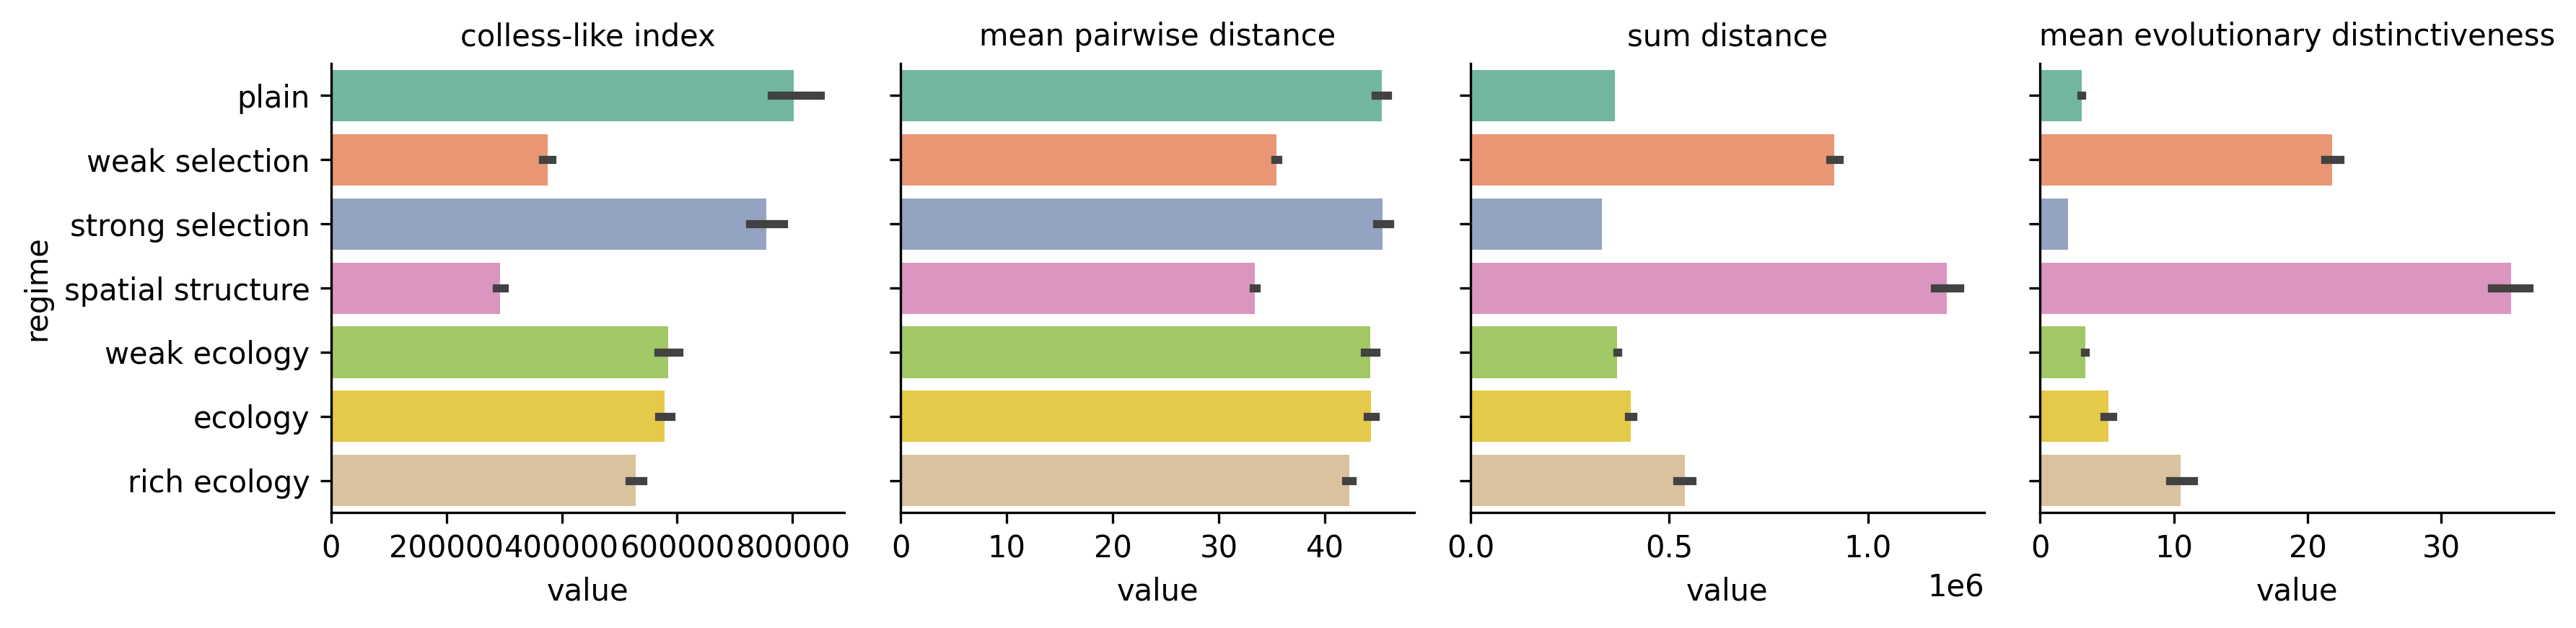 colless-like index
mean pairwise distance
sum distance
mean evolutionary distinctiveness
regime
plain
weak selection
strong selection
spatial structure
weak ecology
ecology
rich ecology
0 200000 400000 600000 800000
value
0 10 20 30 40
value
0.0 0.5 1.0
1e6
value
0 10 20 30
value